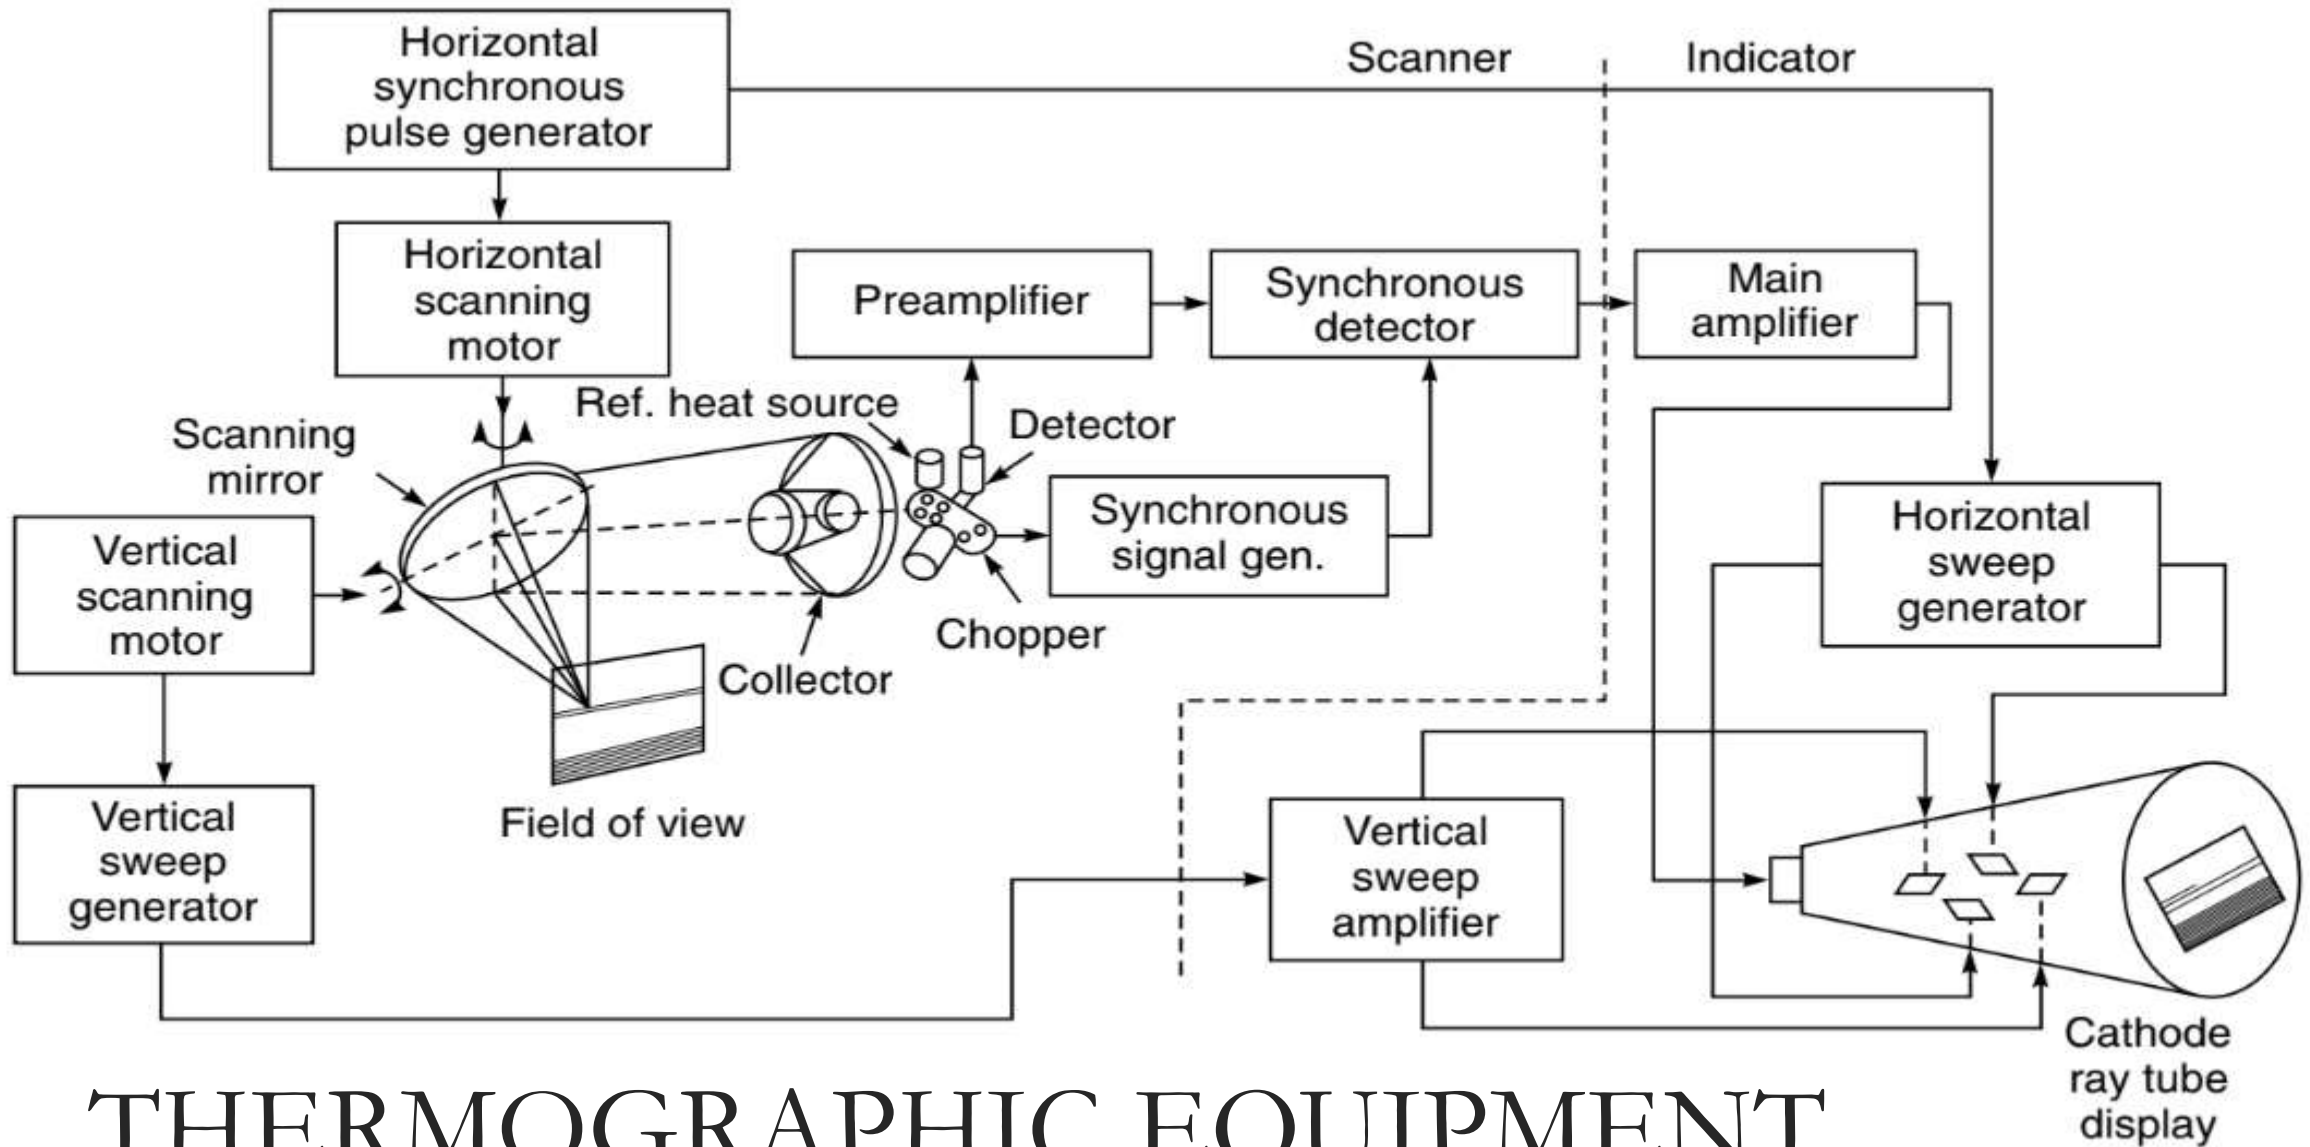 Horizontal
synchronous
pulse generator
Scanner
Indicator
Horizontal
scanning
motor
Preamplifier
Synchronous
detector
Main
amplifier
Ref. heat source
Detector
Scanning
mirror
Synchronous
signal gen.
Horizontal
sweep
generator
Vertical
scanning
motor
Chopper
Collector
Field of view
Vertical
sweep
generator
Vertical
sweep
amplifier
Cathode
ray tube
display
THERMOGRAPHIC EQUIPMENT